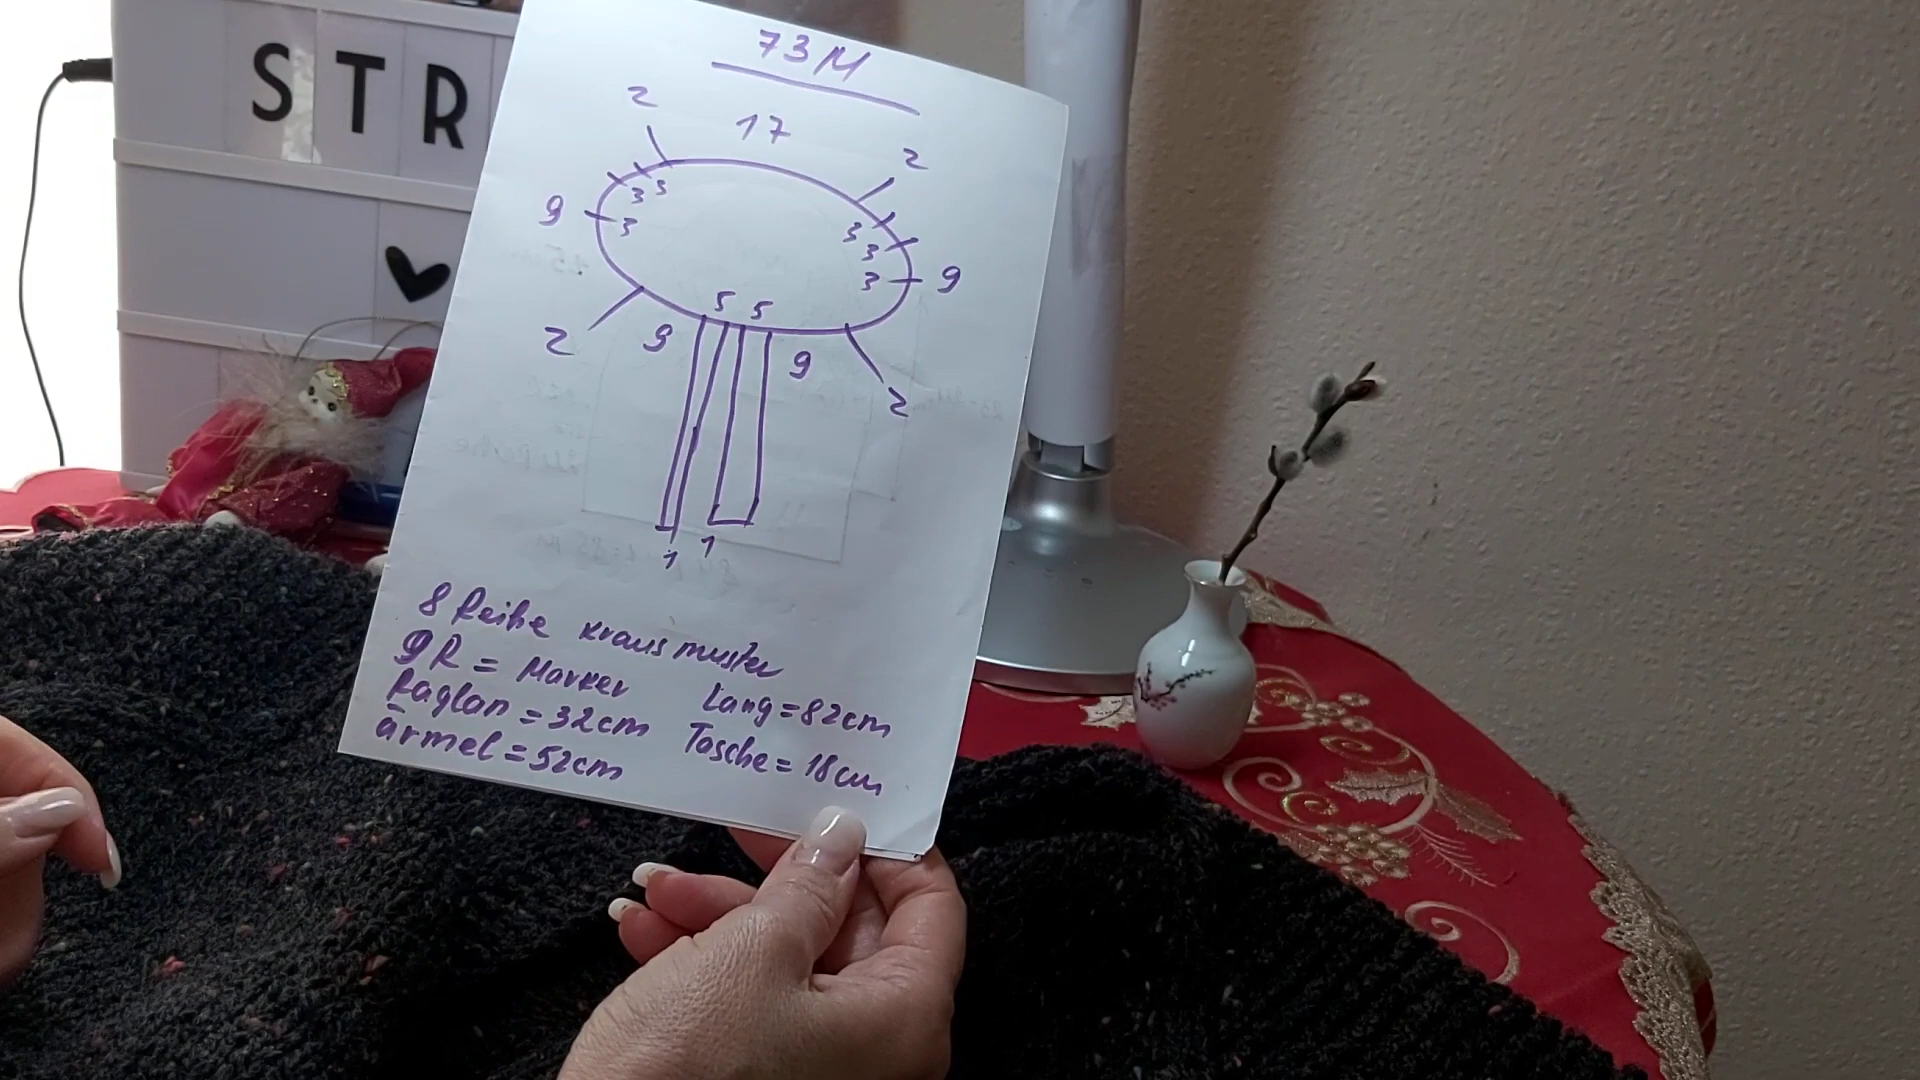 STR
73M
2
17
2
3 3
9
3
3
3
3
9
5 5
2
9
9
2
1
1
8 Reihe kraus muster
9R = Marker
Lang = 82cm
Raglan = 32cm
Tasche = 18cm
ärmel = 52cm